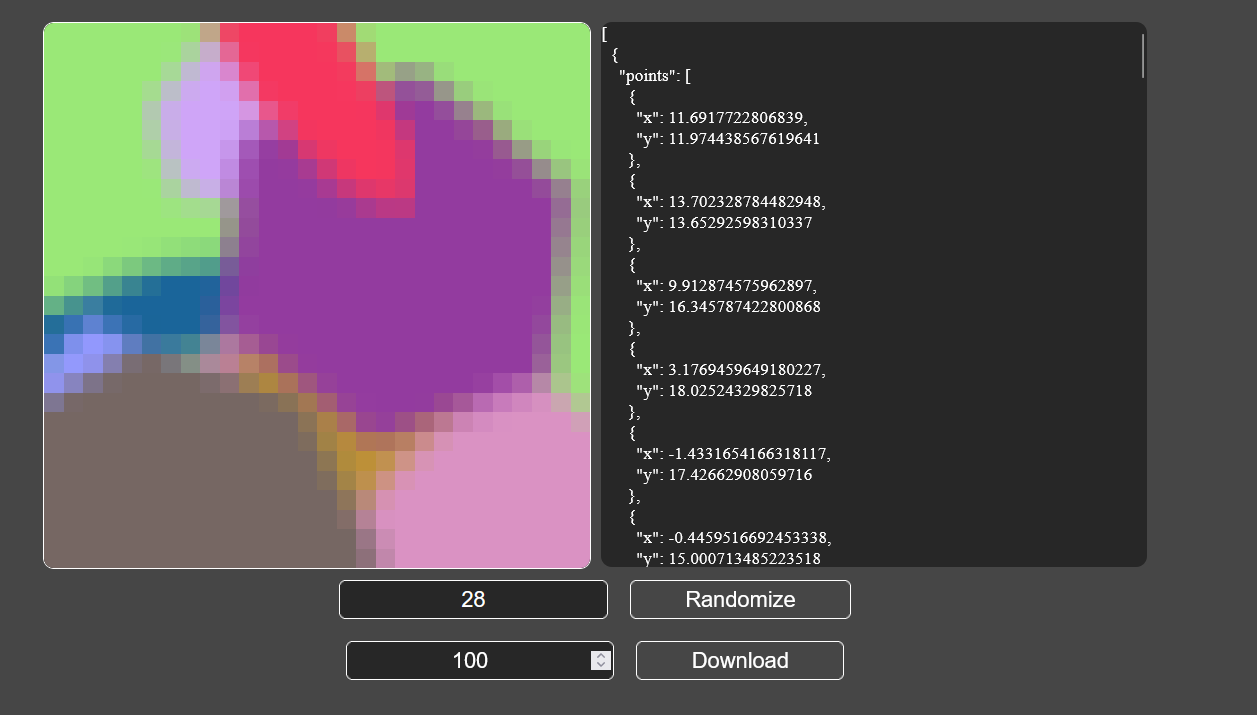 [
{
"points": [
{
"x": 11.6917722806839,
"y": 11.974438567619641
},
{
"x": 13.702328784482948,
"y": 13.65292598310337
},
{
"x": 9.912874575962897,
"y": 16.345787422800868
},
{
"x": 3.1769459649180227,
"y": 18.02524329825718
},
{
"x": -1.4331654166318117,
"y": 17.42662908059716
},
{
"x": -0.4459516692453338,
"y": 15.000713485223518
28
Randomize
100
Download